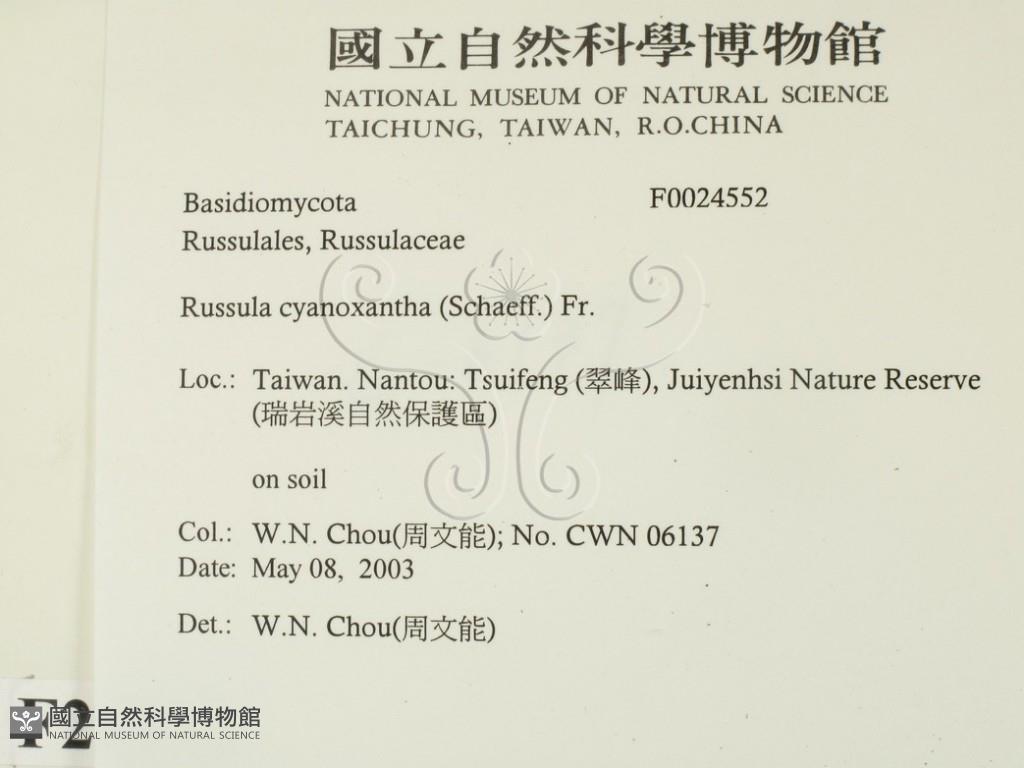 國立自然科學博物館
NATIONAL MUSEUM OF NATURAL SCIENCE
TAICHUNG, TAIWAN, R.O.CHINA
Basidiomycota F0024552
Russulales, Russulaceae
Russula cyanoxantha (Schaeff.) Fr.
Loc.: Taiwan. Nantou: Tsuifeng (翠峰), Juiyenhsi Nature Reserve
(瑞岩溪自然保護區)
on soil
Col.: W.N. Chou(周文能); No. CWN 06137
Date: May 08, 2003
Det.: W.N. Chou(周文能)
F2
國立自然科學博物館
NATIONAL MUSEUM OF NATURAL SCIENCE